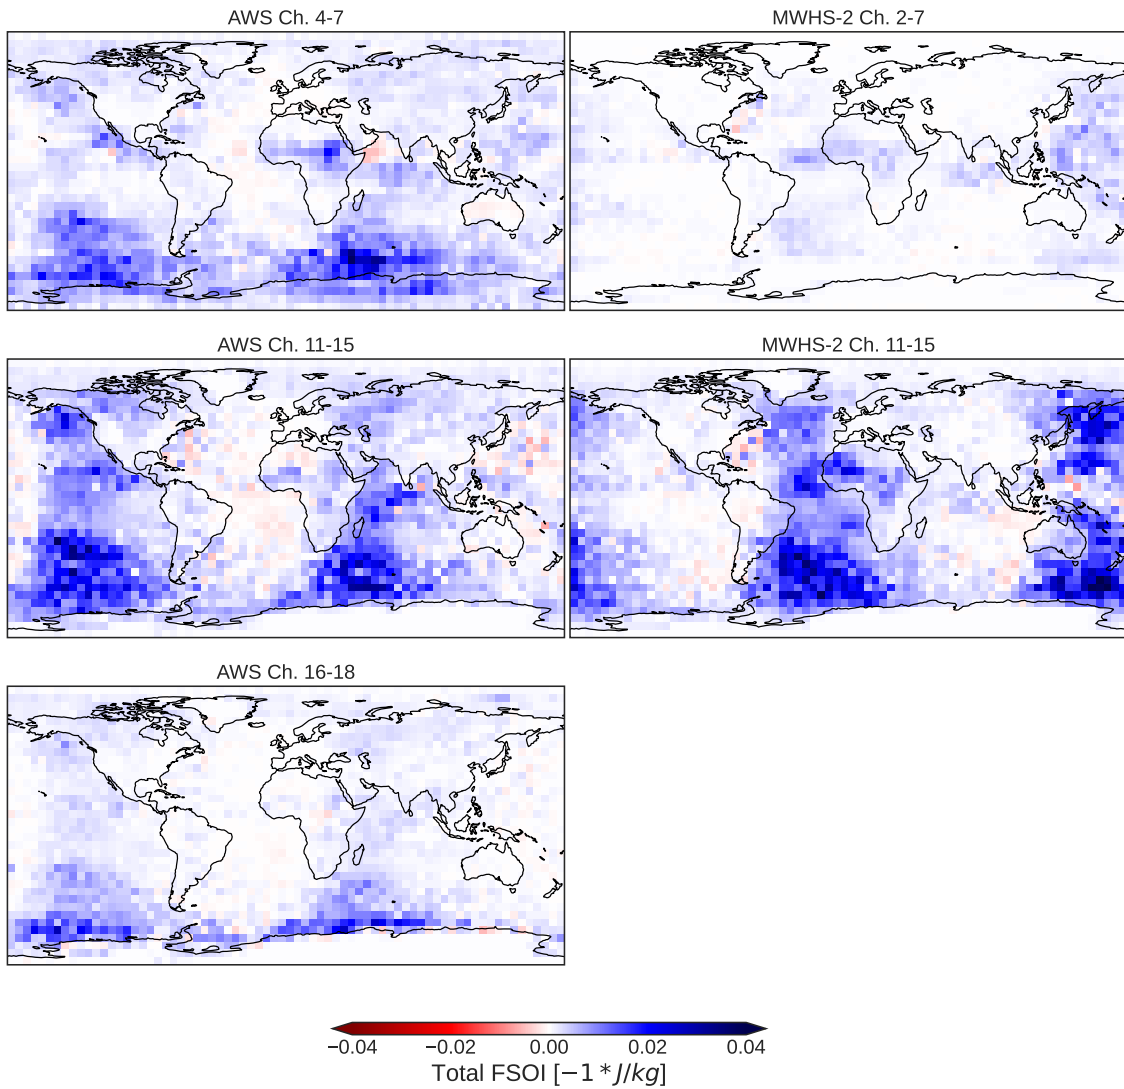 AWS Ch. 4-7
MWHS-2 Ch. 2-7
AWS Ch. 11-15
MWHS-2 Ch. 11-15
AWS Ch. 16-18
−0.04 −0.02 0.00 0.02 0.04
Total FSOI [−1 * J/kg]